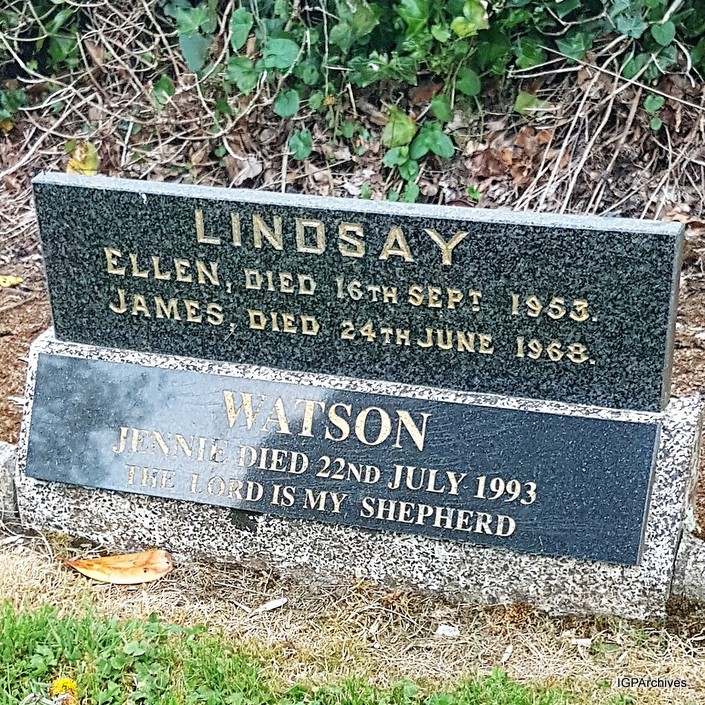 LINDSAY
ELLEN, DIED 16TH SEPT 1953.
JAMES, DIED 24TH JUNE 1968.
WATSON
JENNIE DIED 22ND JULY 1993
THE LORD IS MY SHEPHERD
IGPArchives